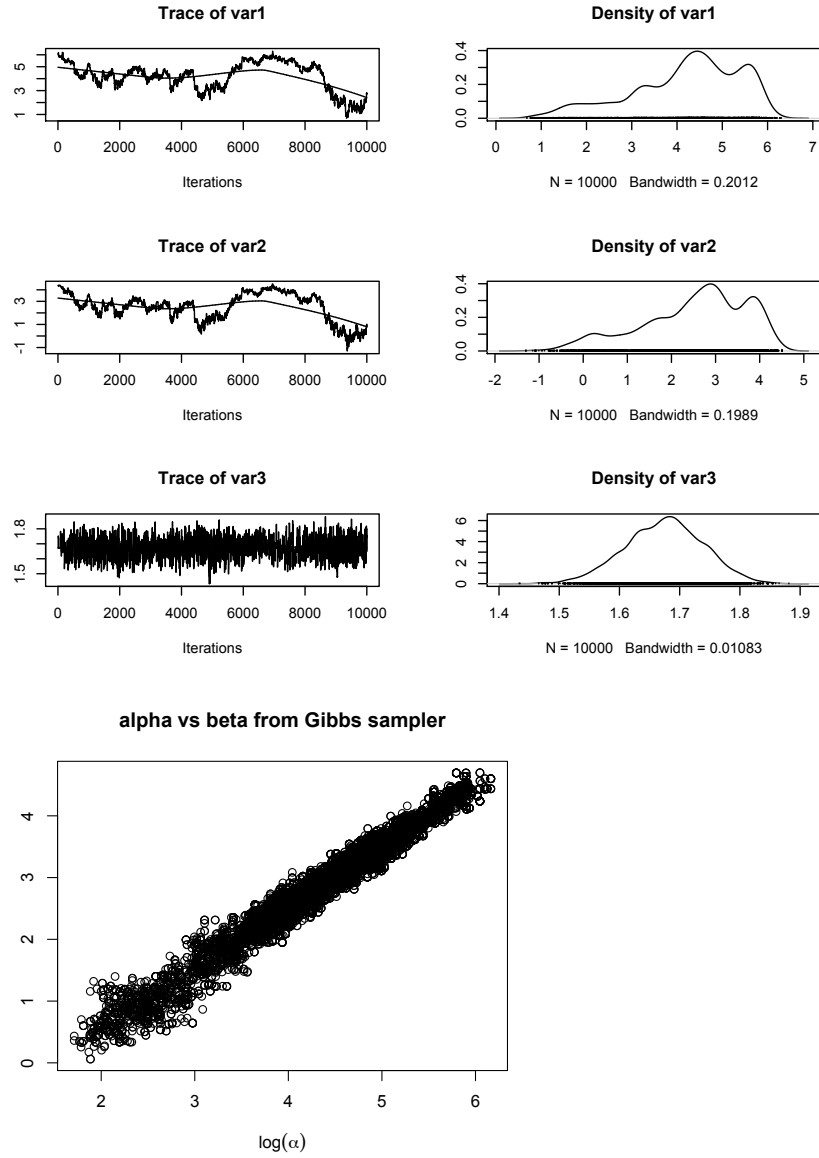 Trace of var1
1
3
5
0 2000 4000 6000 8000 10000
Iterations
Density of var1
0.4
0.2
0.0
0 1 2 3 4 5 6 7
N = 10000 Bandwidth = 0.2012
Trace of var2
3
1
-1
0 2000 4000 6000 8000 10000
Iterations
Density of var2
0.4
0.2
0.0
-2 -1 0 1 2 3 4 5
N = 10000 Bandwidth = 0.1989
Trace of var3
1.8
1.5
0 2000 4000 6000 8000 10000
Iterations
Density of var3
6
4
2
0
1.4 1.5 1.6 1.7 1.8 1.9
N = 10000 Bandwidth = 0.01083
alpha vs beta from Gibbs sampler
4
3
2
1
0
2 3 4 5 6
log(α)